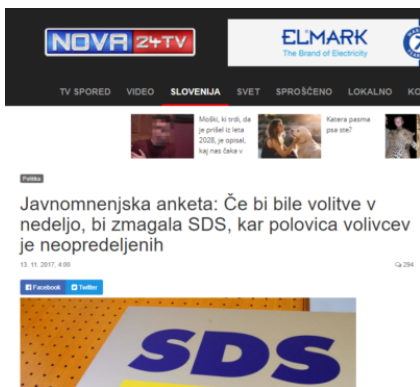 NOVA 24TV
ELMARK
The Brand of Electricity
TV SPORED VIDEO SLOVENIJA SVET SPROŠČENO LOKALNO
Moški, ki trdi, da
je prišel iz leta
2028, je opisal,
kaj nas čaka v
Katera pasma
psa ste?
Politika
Javnomnenjska anketa: Če bi bile volitve v
nedeljo, bi zmagala SDS, kar polovica volivcev
je neopredeljenih
13. 11. 2017, 4:00
294
Facebook Twitter
SDS